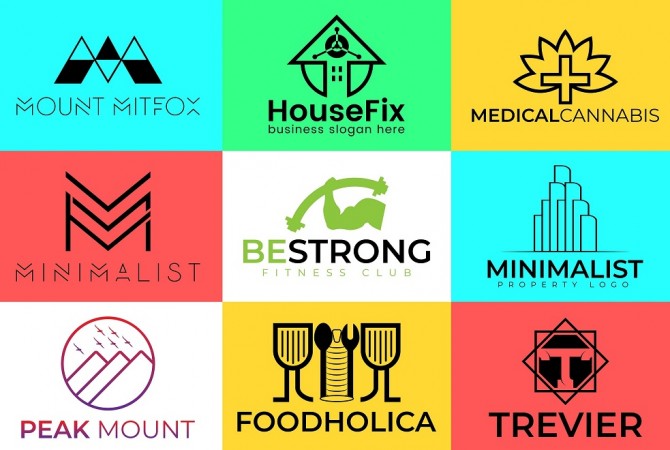 MOUNT MITFOX
HouseFix
business slogan here
MEDICALCANNABIS
MINIMALIST
BESTRONG
FITNESS CLUB
MINIMALIST
PROPERTY LOGO
PEAK MOUNT
FOODHOLICA
T
TREVIER